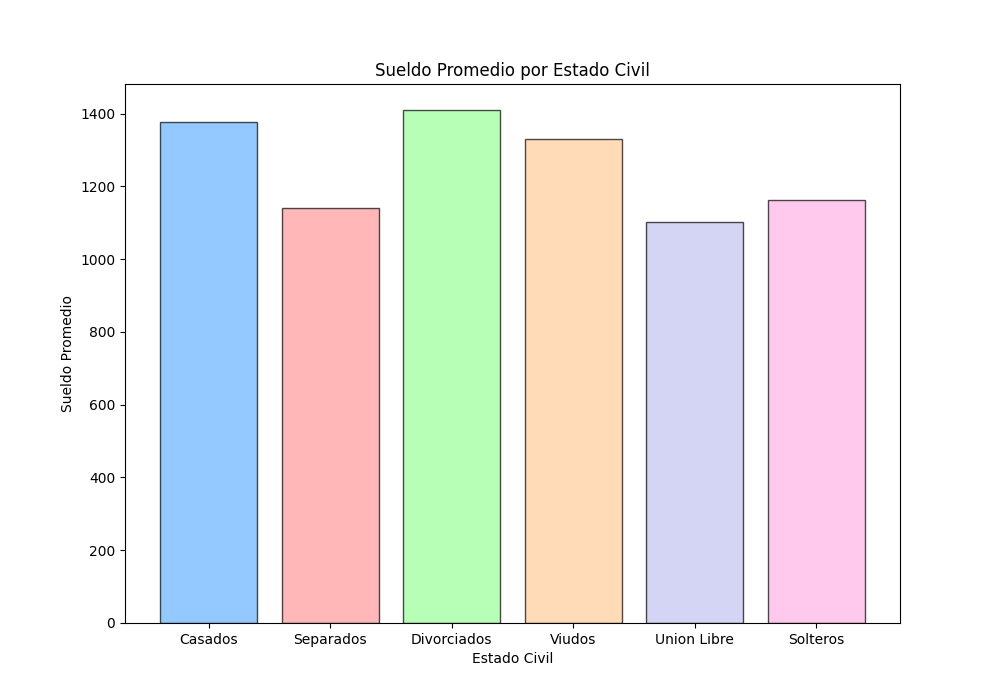 Sueldo Promedio por Estado Civil
Sueldo Promedio
1400
1200
1000
800
600
400
200
0
Casados Separados Divorciados Viudos Union Libre Solteros
Estado Civil